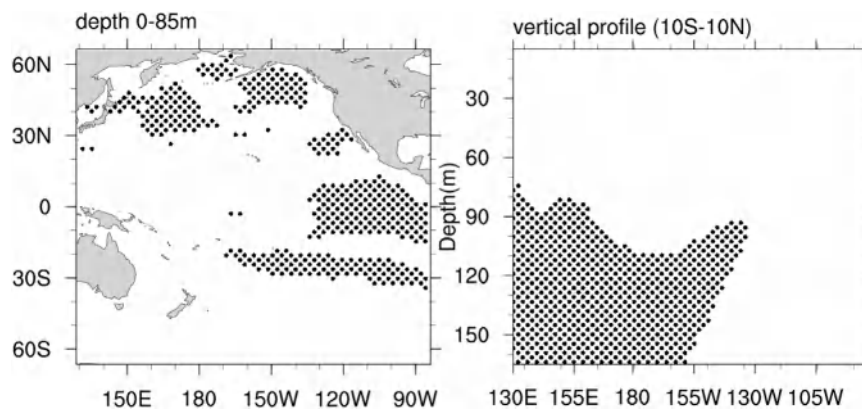 depth 0-85m
60N
30N
0
30S
60S
150E 180 150W 120W 90W
vertical profile (10S-10N)
Depth(m)
30
60
90
120
150
130E 155E 180 155W 130W 105W